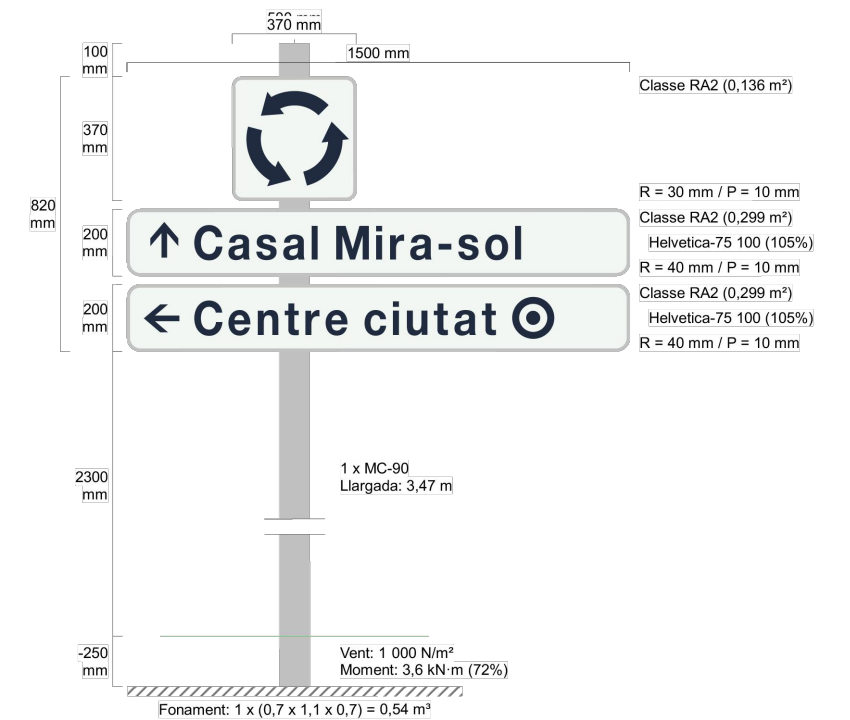 370 mm
100
mm
1500 mm
Classe RA2 (0,136 m²)
370
mm
R = 30 mm / P = 10 mm
820
mm
200
mm
Casal Mira-sol
Classe RA2 (0,299 m²)
Helvetica-75 100 (105%)
R = 40 mm / P = 10 mm
200
mm
Centre ciutat
Classe RA2 (0,299 m²)
Helvetica-75 100 (105%)
R = 40 mm / P = 10 mm
2300
mm
1 x MC-90
Llargada: 3,47 m
-250
mm
Vent: 1 000 N/m²
Moment: 3,6 kN·m (72%)
Fonament: 1 x (0,7 x 1,1 x 0,7) = 0,54 m³